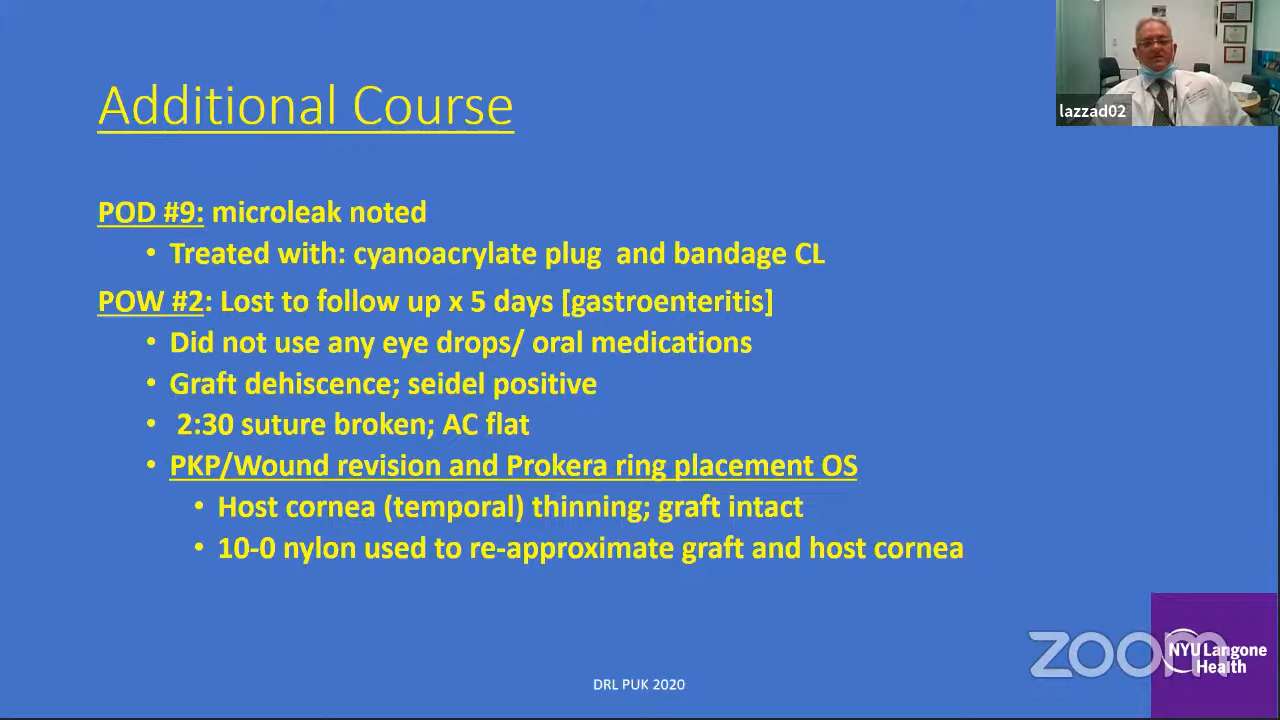 Additional Course
lazzad02
POD #9: microleak noted
• Treated with: cyanoacrylate plug and bandage CL
POW #2: Lost to follow up x 5 days [gastroenteritis]
• Did not use any eye drops/ oral medications
• Graft dehiscence; seidel positive
• 2:30 suture broken; AC flat
• PKP/Wound revision and Prokera ring placement OS
• Host cornea (temporal) thinning; graft intact
• 10-0 nylon used to re-approximate graft and host cornea
zoom
NYU Langone
Health
DRL PUK 2020